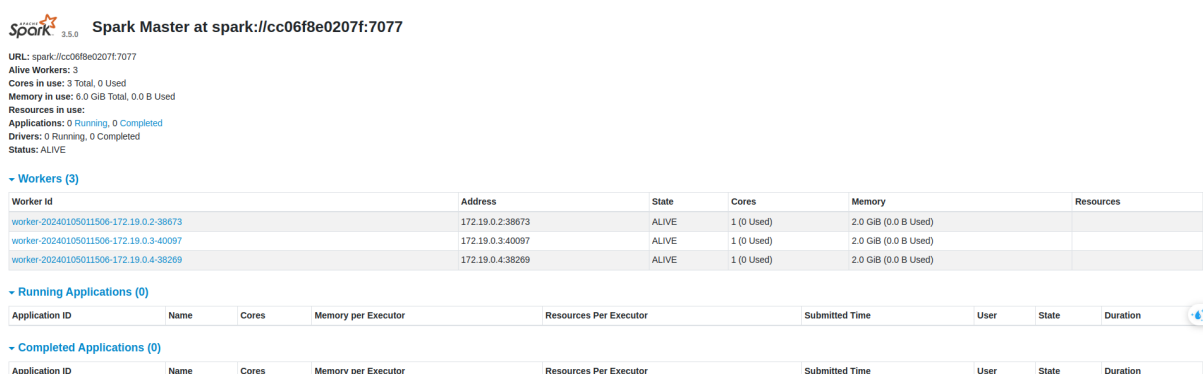 APACHE
Spark 3.5.0 Spark Master at spark://cc06f8e0207f:7077
URL: spark://cc06f8e0207f:7077
Alive Workers: 3
Cores in use: 3 Total, 0 Used
Memory in use: 6.0 GiB Total, 0.0 B Used
Resources in use:
Applications: 0 Running, 0 Completed
Drivers: 0 Running, 0 Completed
Status: ALIVE
Workers (3)
Worker Id Address State Cores Memory Resources
worker-20240105011506-172.19.0.2-38673 172.19.0.2:38673 ALIVE 1 (0 Used) 2.0 GiB (0.0 B Used)
worker-20240105011506-172.19.0.3-40097 172.19.0.3:40097 ALIVE 1 (0 Used) 2.0 GiB (0.0 B Used)
worker-20240105011506-172.19.0.4-38269 172.19.0.4:38269 ALIVE 1 (0 Used) 2.0 GiB (0.0 B Used)
Running Applications (0)
Application ID Name Cores Memory per Executor Resources Per Executor Submitted Time User State Duration
Completed Applications (0)
Application ID Name Cores Memory per Executor Resources Per Executor Submitted Time User State Duration